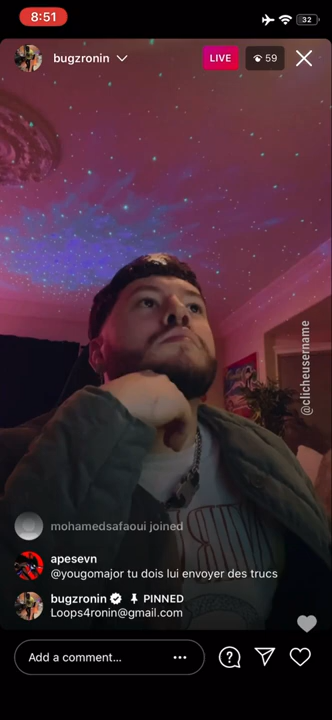 8:51
32
bugzronin
LIVE
59
@clicheusername
mohamedsafaoui joined
apesevn
@yougomajor tu dois lui envoyer des trucs
bugzronin PINNED
Loops4ronin@gmail.com
Add a comment...